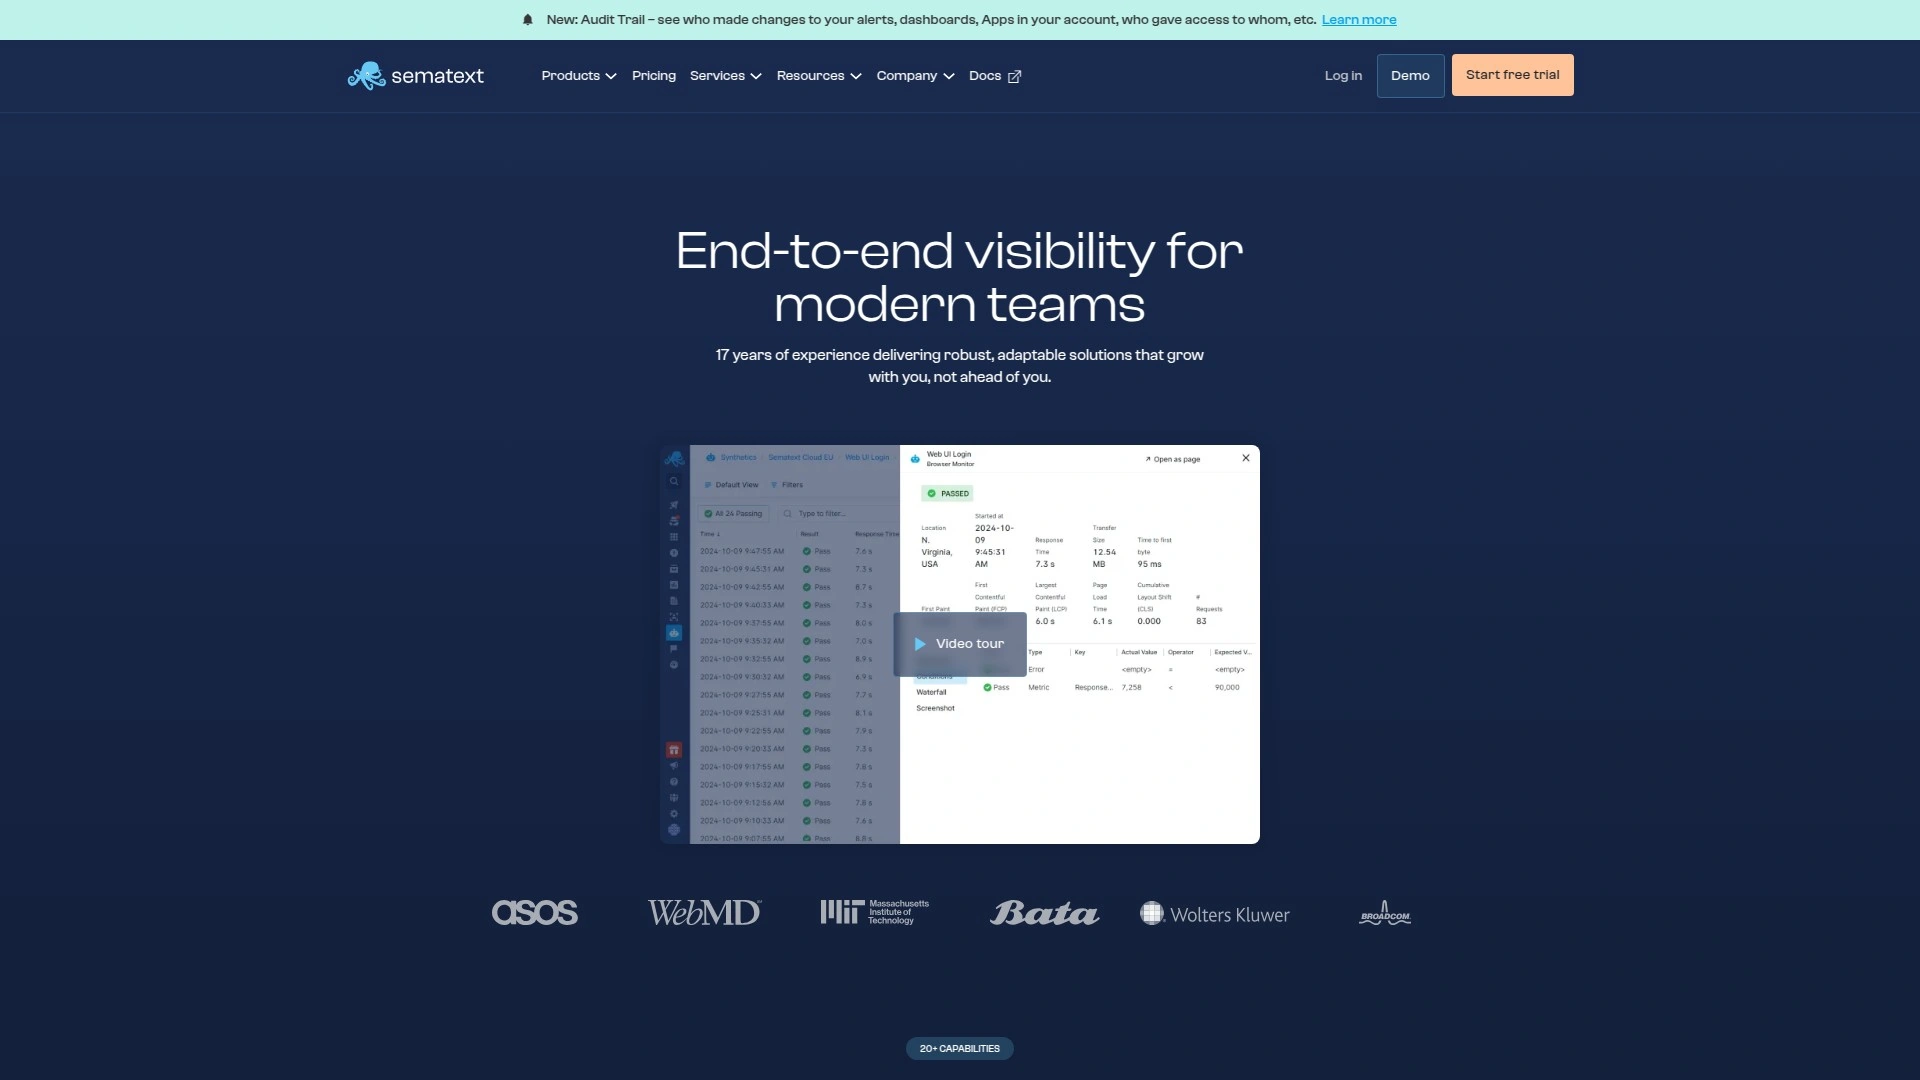 New: Audit Trail – see who made changes to your alerts, dashboards, Apps in your account, who gave access to whom, etc. Learn more
sematext
Products
Pricing
Services
Resources
Company
Docs
Log in
Demo
Start free trial
End-to-end visibility for
modern teams
17 years of experience delivering robust, adaptable solutions that grow
with you, not ahead of you.
Synthetics
Sematext Cloud EU
Web UI Login
Default View
Filters
All 24 Passing
Type to filter...
Time ↓ Result Response Time
2024-10-09 9:47:55 AM Pass 7.6 s
2024-10-09 9:45:31 AM Pass 7.3 s
2024-10-09 9:42:55 AM Pass 8.7 s
2024-10-09 9:40:33 AM Pass 7.3 s
2024-10-09 9:37:55 AM Pass 8.0 s
2024-10-09 9:35:32 AM Pass 7.0 s
2024-10-09 9:32:55 AM Pass 8.9 s
2024-10-09 9:30:32 AM Pass 6.9 s
2024-10-09 9:27:55 AM Pass 7.7 s
2024-10-09 9:25:31 AM Pass 8.1 s
2024-10-09 9:22:55 AM Pass 7.9 s
2024-10-09 9:20:33 AM Pass 7.3 s
2024-10-09 9:17:55 AM Pass 7.8 s
2024-10-09 9:15:32 AM Pass 7.5 s
2024-10-09 9:12:56 AM Pass 7.8 s
2024-10-09 9:10:33 AM Pass 7.6 s
2024-10-09 9:07:55 AM Pass 8.8 s
Web UI Login
Browser Monitor
Open as page
PASSED
Location
N.
Virginia,
USA
Started at
2024-10-
09
9:45:31
AM
Response
Time
7.3 s
Transfer
Size
12.54
MB
Time to first
byte
95 ms
First Paint
First
Contentful
Paint (FCP)
Largest
Contentful
Paint (LCP)
6.0 s
Page
Load
Time
6.1 s
Cumulative
Layout Shift
(CLS)
0.000
#
Requests
83
Video tour
Type Key Actual Value Operator Expected V...
Error <empty> = <empty>
Pass Metric Response... 7,258 < 90,000
Conditions
Waterfall
Screenshot
asos
WebMD
Massachusetts
Institute of
Technology
Bata
Wolters Kluwer
BROADCOM
20+ CAPABILITIES